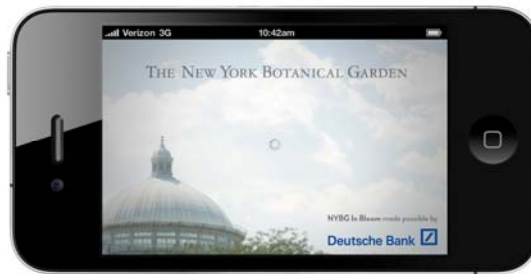 Verizon 3G 10:42am
THE NEW YORK BOTANICAL GARDEN
NYBG In Bloom made possible by
Deutsche Bank